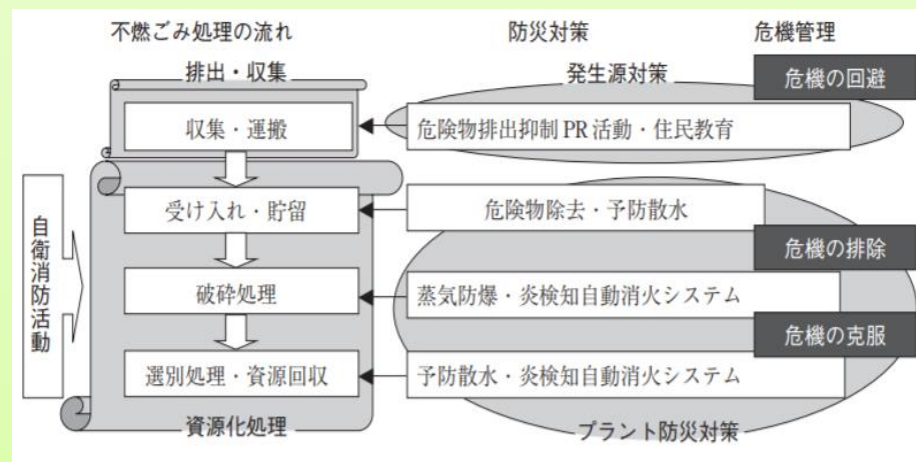 不燃ごみ処理の流れ
防災対策
危機管理
排出・収集
発生源対策
危機の回避
収集・運搬
危険物排出抑制PR活動・住民教育
自衛消防活動
受け入れ・貯留
危険物除去・予防散水
危機の排除
破砕処理
蒸気防爆・炎検知自動消火システム
危機の克服
選別処理・資源回収
予防散水・炎検知自動消火システム
資源化処理
プラント防災対策